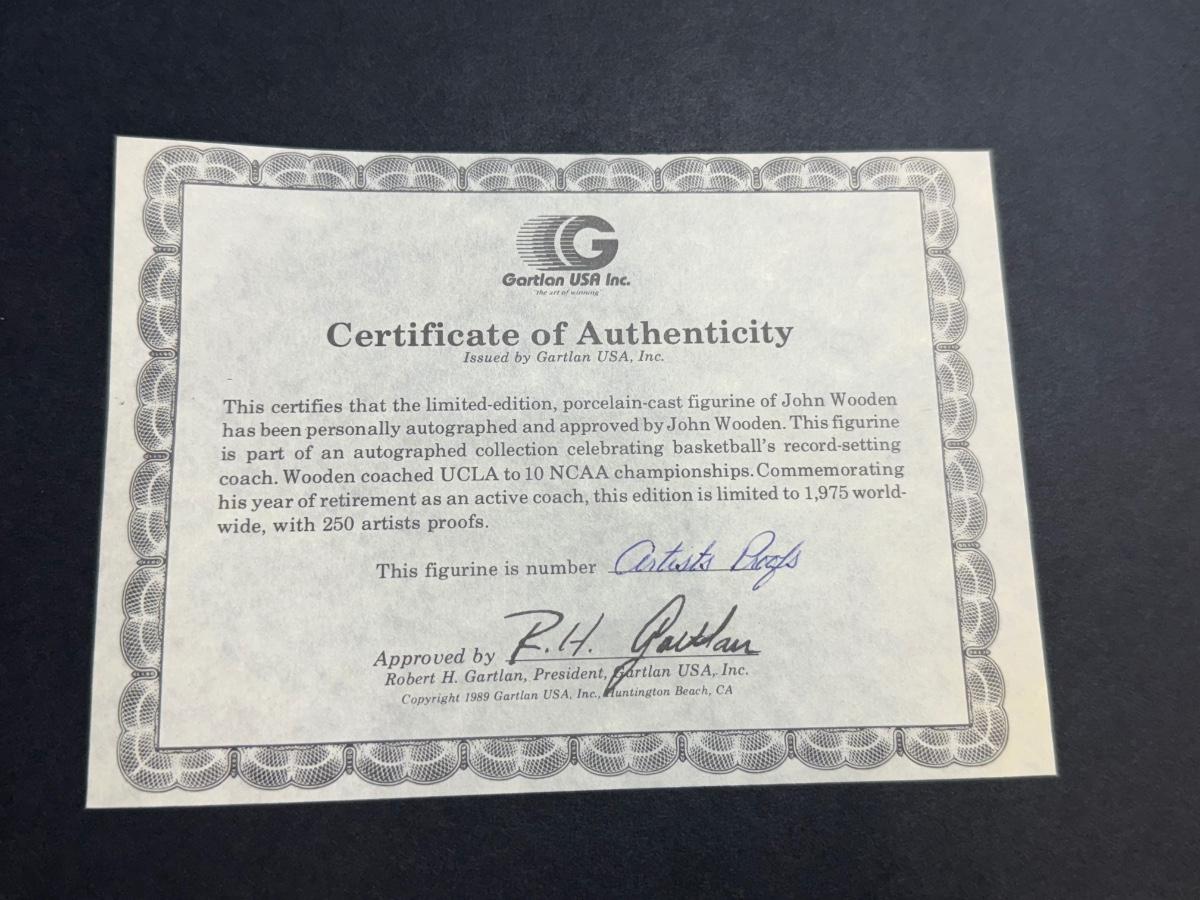 G
Gartlan USA Inc.
"the art of winning"
Certificate of Authenticity
Issued by Gartlan USA, Inc.
This certifies that the limited-edition, porcelain-cast figurine of John Wooden
has been personally autographed and approved by John Wooden. This figurine
is part of an autographed collection celebrating basketball's record-setting
coach. Wooden coached UCLA to 10 NCAA championships. Commemorating
his year of retirement as an active coach, this edition is limited to 1,975 world-
wide, with 250 artists proofs.
This figurine is number Artists Proofs
Approved by R.H. Gartlan
Robert H. Gartlan, President, Gartlan USA, Inc.
Copyright 1989 Gartlan USA, Inc., Huntington Beach, CA